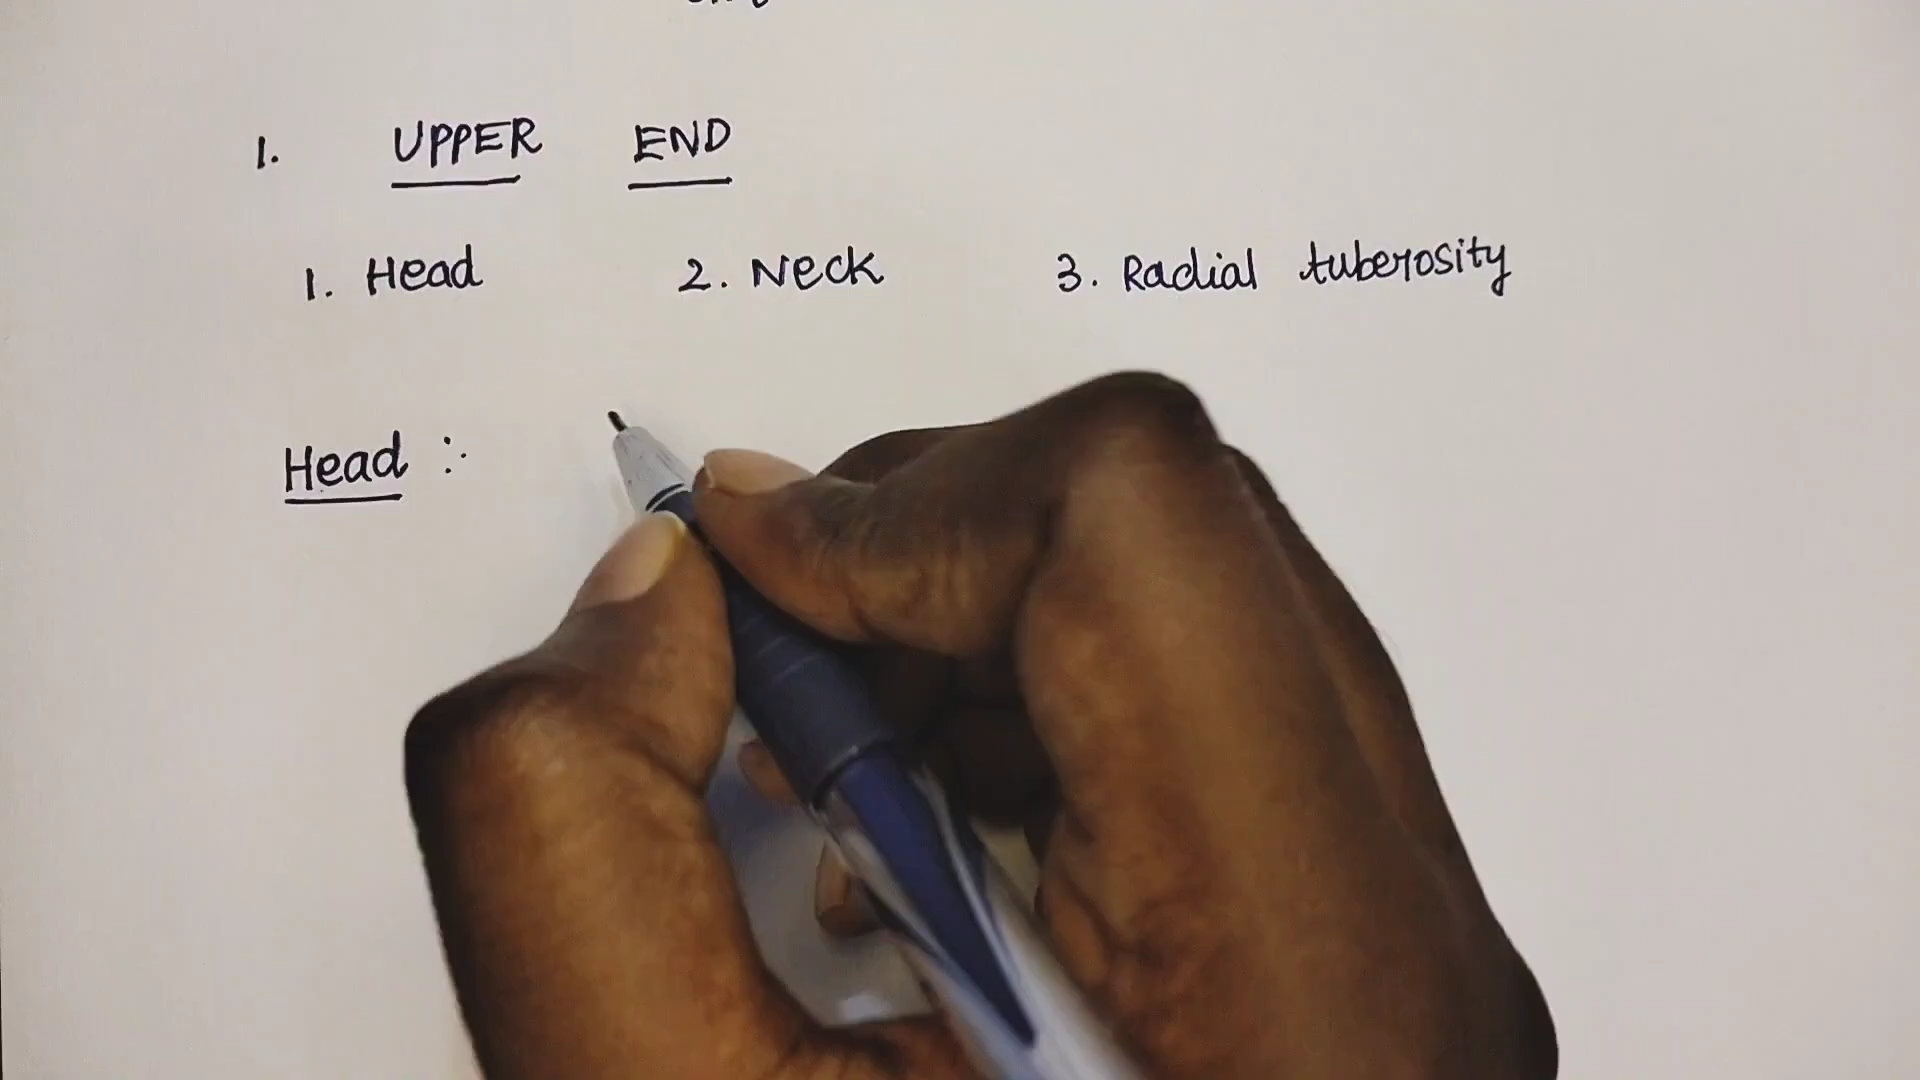 1. UPPER END
1. Head 2. Neck 3. Radial tuberosity
Head :-